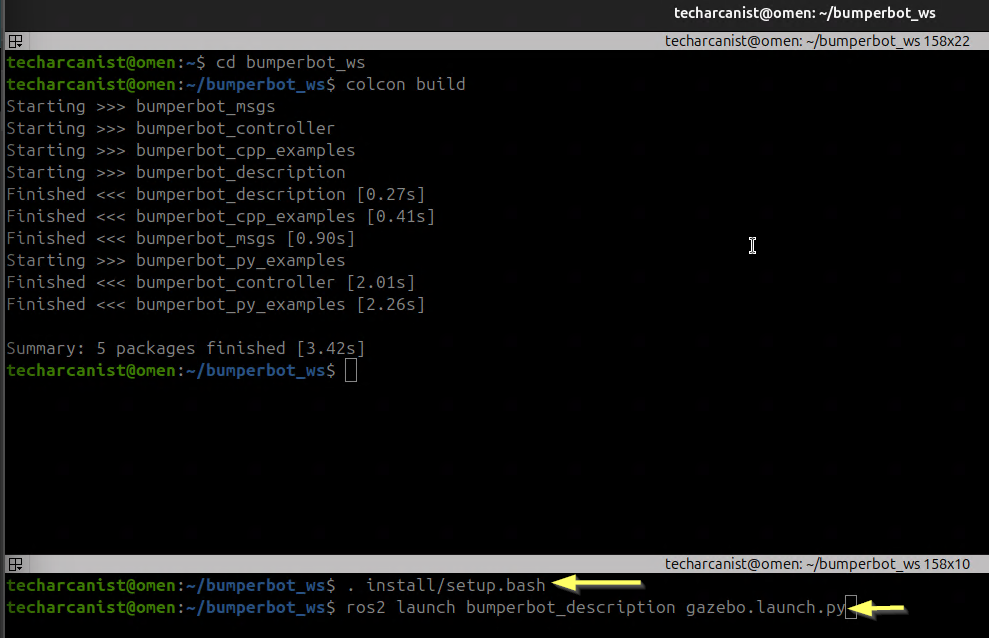 techarcanist@omen: ~/bumperbot_ws
techarcanist@omen: ~/bumperbot_ws 158x22
techarcanist@omen:~$ cd bumperbot_ws
techarcanist@omen:~/bumperbot_ws$ colcon build
Starting >>> bumperbot_msgs
Starting >>> bumperbot_controller
Starting >>> bumperbot_cpp_examples
Starting >>> bumperbot_description
Finished <<< bumperbot_description [0.27s]
Finished <<< bumperbot_cpp_examples [0.41s]
Finished <<< bumperbot_msgs [0.90s]
Starting >>> bumperbot_py_examples
Finished <<< bumperbot_controller [2.01s]
Finished <<< bumperbot_py_examples [2.26s]
Summary: 5 packages finished [3.42s]
techarcanist@omen:~/bumperbot_ws$
techarcanist@omen: ~/bumperbot_ws 158x10
techarcanist@omen:~/bumperbot_ws$ . install/setup.bash
techarcanist@omen:~/bumperbot_ws$ ros2 launch bumperbot_description gazebo.launch.py